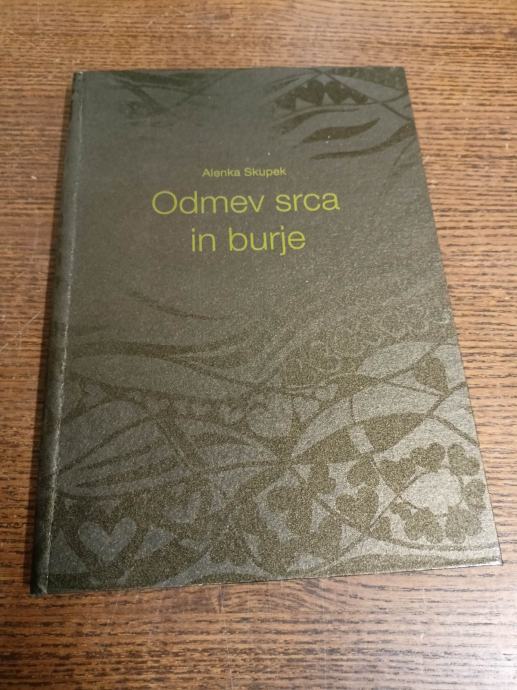 Alenka Skupek
Odmev srca
in burje